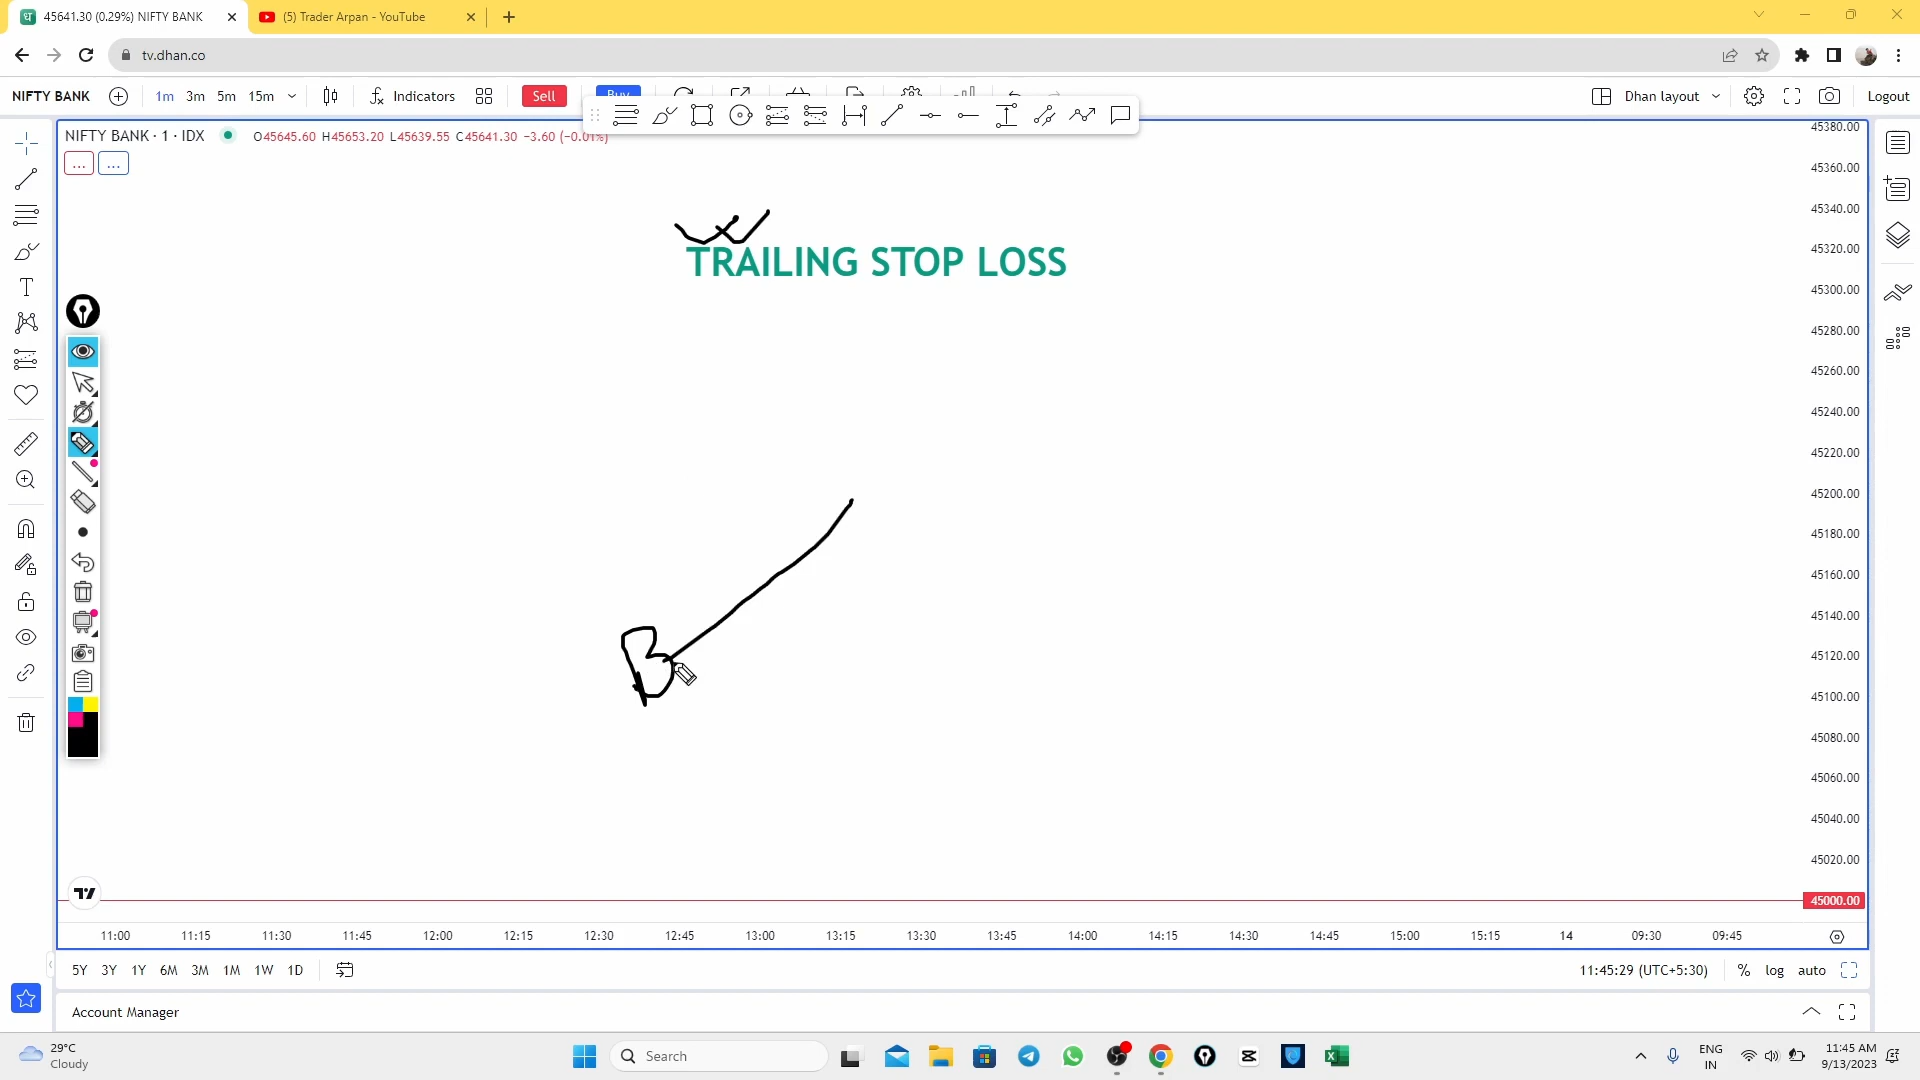 45641.30 (0.29%) NIFTY BANK
(5) Trader Arpan - YouTube
tv.dhan.co
NIFTY BANK
1m 3m 5m 15m
Indicators
Sell
Buy
Dhan layout
Logout
NIFTY BANK · 1 · IDX
O45645.60 H45653.20 L45639.55 C45641.30 −3.60 (−0.01%)
...
...
TRAILING STOP LOSS
B
45380.00
45360.00
45340.00
45320.00
45300.00
45280.00
45260.00
45240.00
45220.00
45200.00
45180.00
45160.00
45140.00
45120.00
45100.00
45080.00
45060.00
45040.00
45020.00
45000.00
11:00 11:15 11:30 11:45 12:00 12:15 12:30 12:45 13:00 13:15 13:30 13:45 14:00 14:15 14:30 14:45 15:00 15:15 14 09:30 09:45
5Y 3Y 1Y 6M 3M 1M 1W 1D
11:45:29 (UTC+5:30)
% log auto
Account Manager
29°C
Cloudy
Search
ENG
IN
11:45 AM
9/13/2023